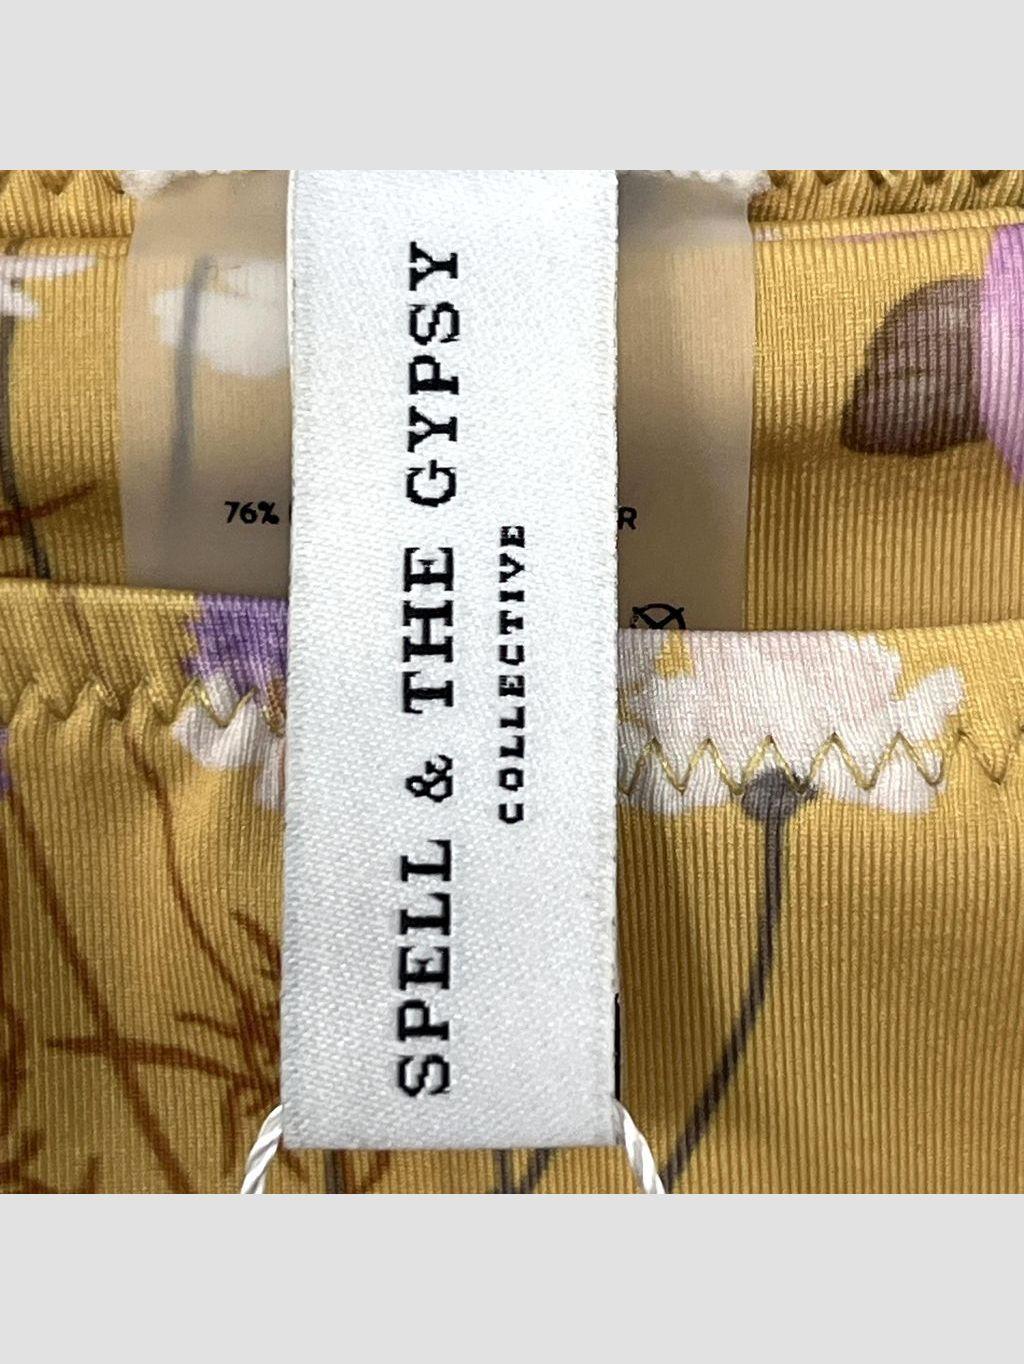 SPELL & THE GYPSY
COLLECTIVE
76%
R